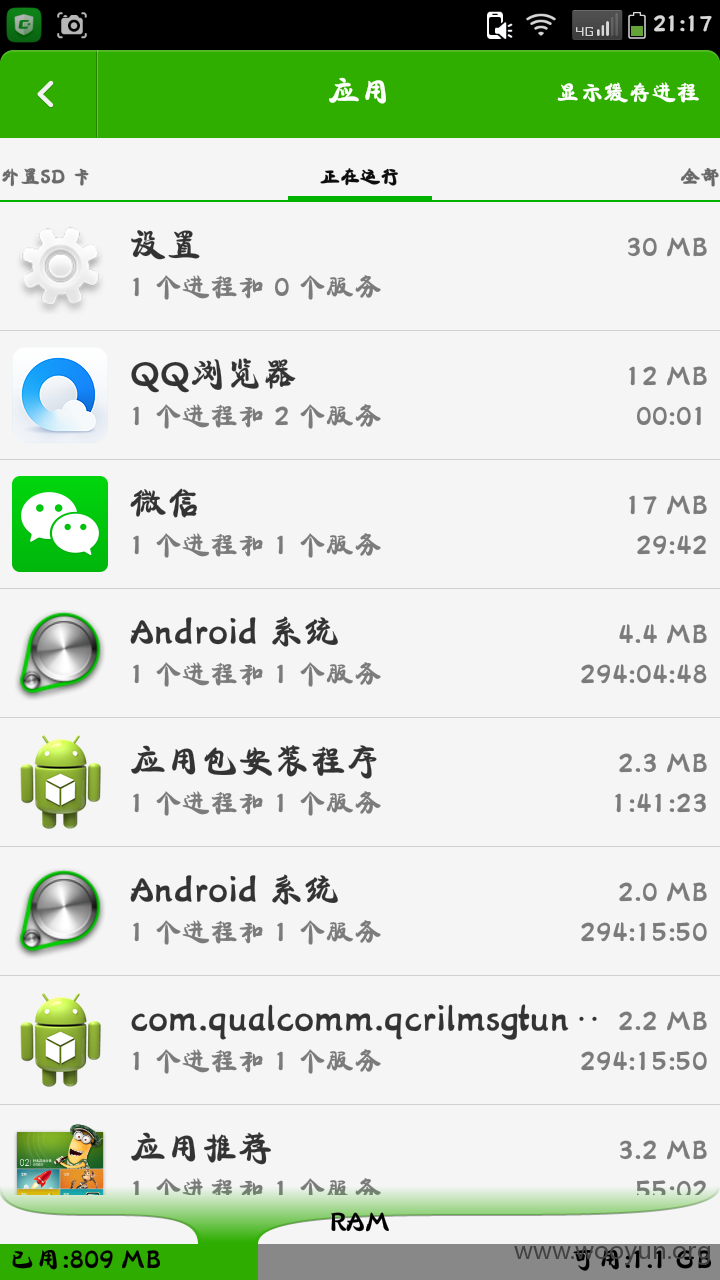 4G 21:17
应用 显示缓存进程
外置SD 卡 正在运行 全部
设置 30 MB
1 个进程和 0 个服务
QQ浏览器 12 MB
1 个进程和 2 个服务 00:01
微信 17 MB
1 个进程和 1 个服务 29:42
Android 系统 4.4 MB
1 个进程和 1 个服务 294:04:48
应用包安装程序 2.3 MB
1 个进程和 1 个服务 1:41:23
Android 系统 2.0 MB
1 个进程和 1 个服务 294:15:50
com.qualcomm.qcrilmsgtun·· 2.2 MB
1 个进程和 1 个服务 294:15:50
应用推荐 3.2 MB
1 个进程和 1 个服务 55:02
RAM
www.wooyun.org
已用:809 MB 可用:1.1 GB